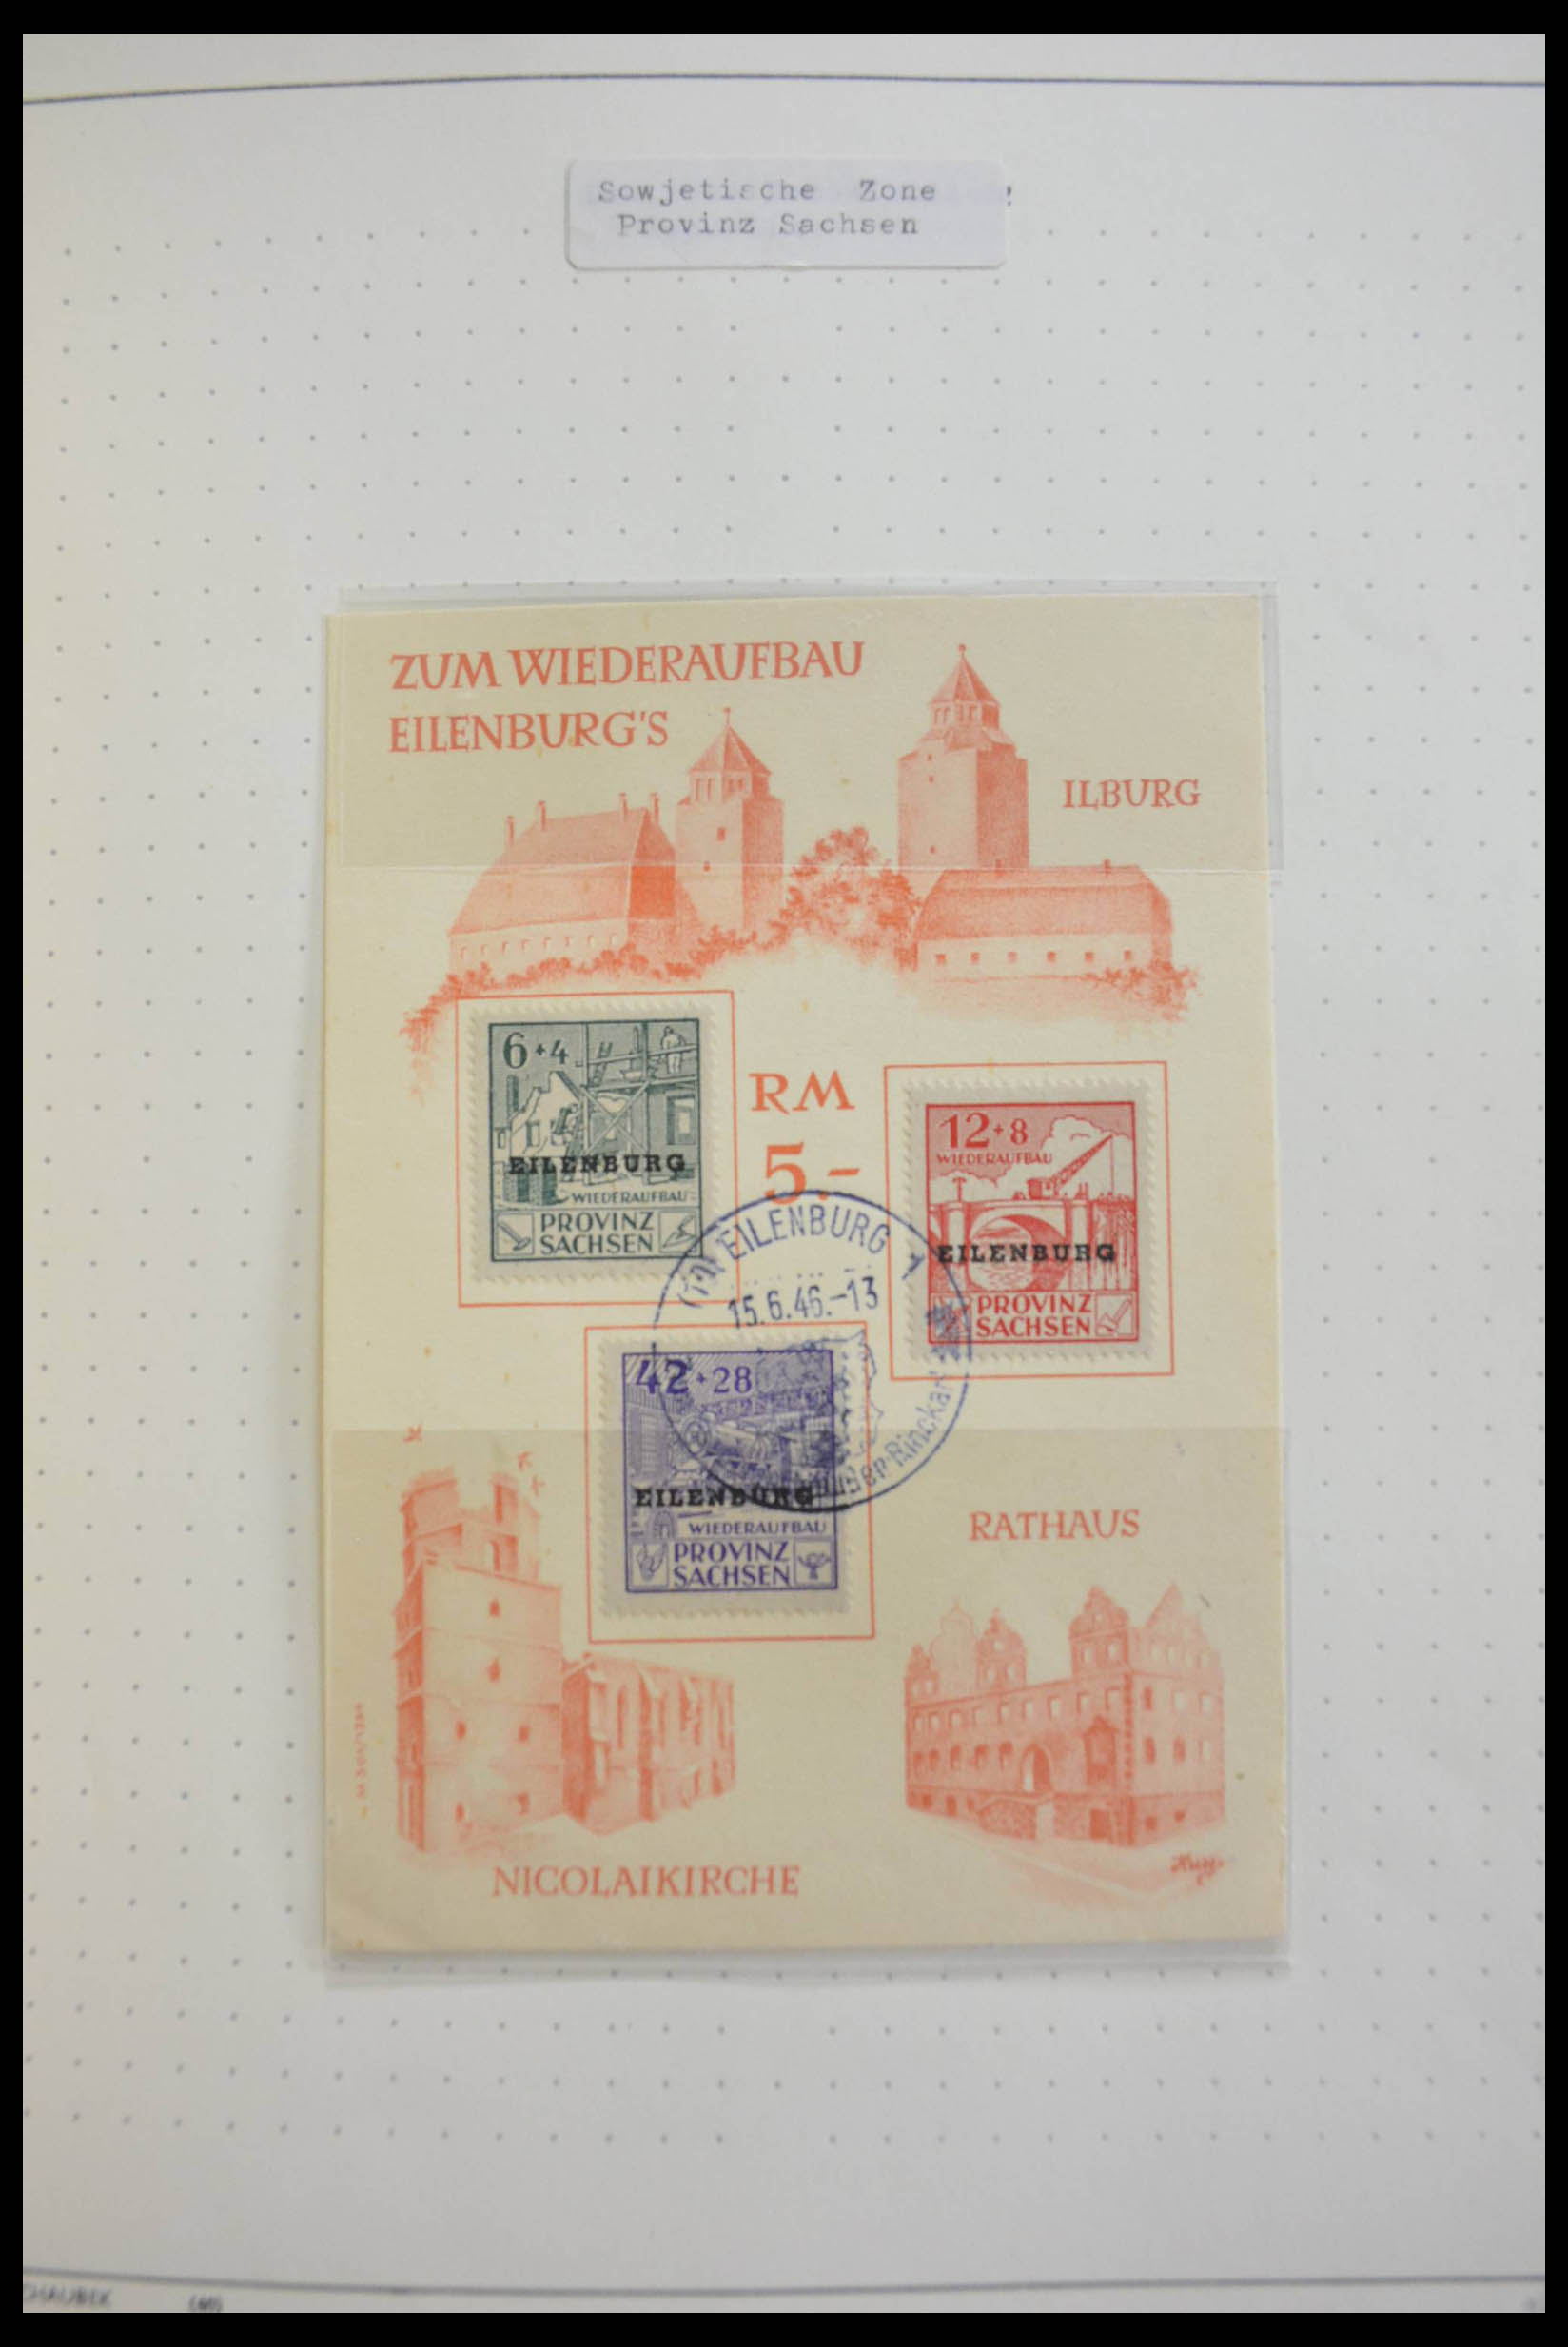 Sowjetische Zone
Provinz Sachsen
ZUM WIEDERAUFBAU
EILENBURG'S
ILBURG
6+4
EILENBURG
WIEDERAUFBAU
PROVINZ
SACHSEN
RM
5.-
12+8
WIEDERAUFBAU
EILENBURG
PROVINZ
SACHSEN
EILENBURG
15.6.46.-13
42+28
EILENBURG
WIEDERAUFBAU
PROVINZ
SACHSEN
RATHAUS
NICOLAIKIRCHE